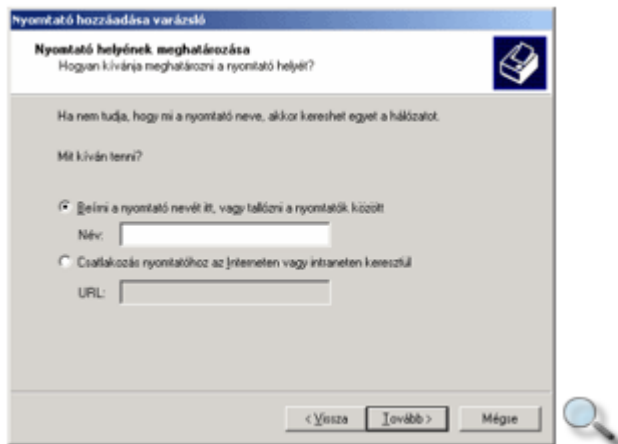 Nyomtató hozzáadása varázsló
Nyomtató helyének meghatározása
Hogyan kívánja meghatározni a nyomtató helyét?
Ha nem tudja, hogy mi a nyomtató neve, akkor kereshet egyet a hálózatot.
Mit kíván tenni?
Beírni a nyomtató nevét itt, vagy tallózni a nyomtatók között
Név:
Csatlakozás nyomtatóhoz az Interneten vagy intraneten keresztül
URL:
< Vissza
Tovább >
Mégse